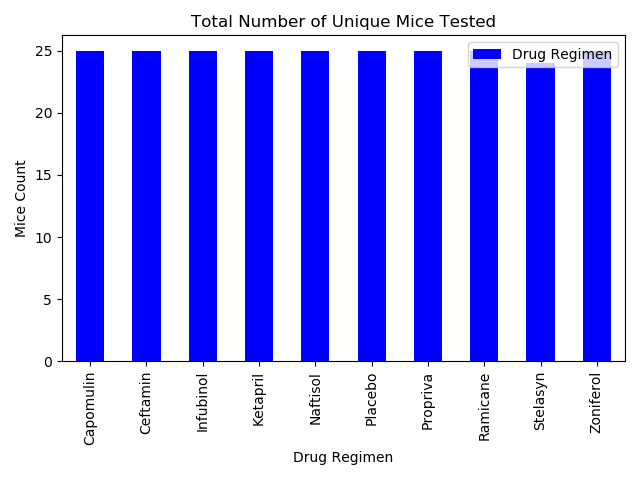 Total Number of Unique Mice Tested
Drug Regimen
25
20
15
10
5
0
Mice Count
Capomulin
Ceftamin
Infubinol
Ketapril
Naftisol
Placebo
Propriva
Ramicane
Stelasyn
Zoniferol
Drug Regimen